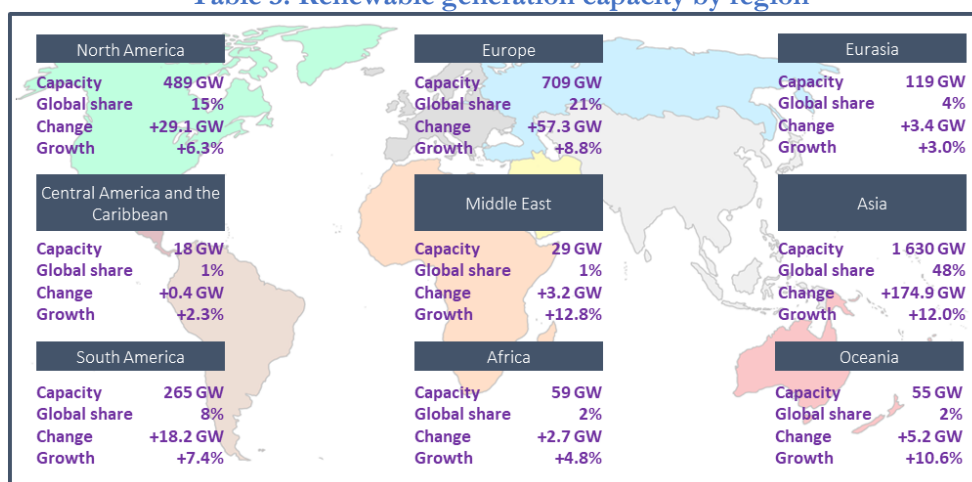 Table 3: Renewable generation capacity by region
North America
Capacity 489 GW
Global share 15%
Change +29.1 GW
Growth +6.3%
Europe
Capacity 709 GW
Global share 21%
Change +57.3 GW
Growth +8.8%
Eurasia
Capacity 119 GW
Global share 4%
Change +3.4 GW
Growth +3.0%
Central America and the
Caribbean
Capacity 18 GW
Global share 1%
Change +0.4 GW
Growth +2.3%
Middle East
Capacity 29 GW
Global share 1%
Change +3.2 GW
Growth +12.8%
Asia
Capacity 1 630 GW
Global share 48%
Change +174.9 GW
Growth +12.0%
South America
Capacity 265 GW
Global share 8%
Change +18.2 GW
Growth +7.4%
Africa
Capacity 59 GW
Global share 2%
Change +2.7 GW
Growth +4.8%
Oceania
Capacity 55 GW
Global share 2%
Change +5.2 GW
Growth +10.6%